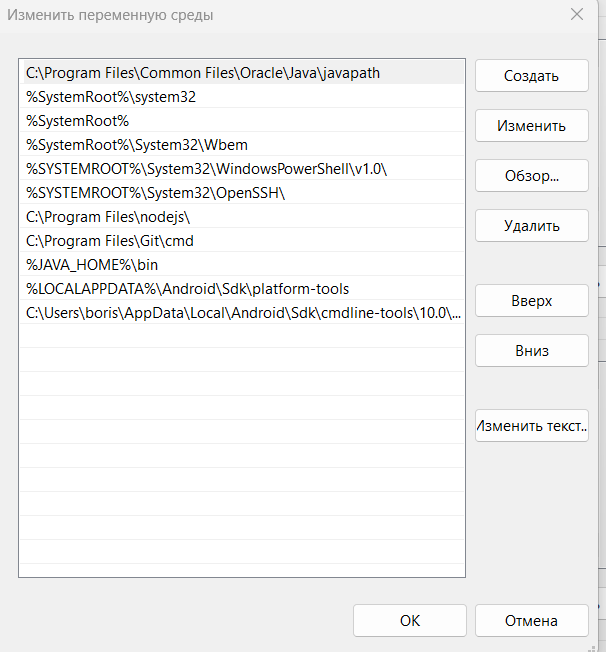 Изменить переменную среды
C:\Program Files\Common Files\Oracle\Java\javapath
%SystemRoot%\system32
%SystemRoot%
%SystemRoot%\System32\Wbem
%SYSTEMROOT%\System32\WindowsPowerShell\v1.0\
%SYSTEMROOT%\System32\OpenSSH\
C:\Program Files\nodejs\
C:\Program Files\Git\cmd
%JAVA_HOME%\bin
%LOCALAPPDATA%\Android\Sdk\platform-tools
C:\Users\boris\AppData\Local\Android\Sdk\cmdline-tools\10.0\...
Создать
Изменить
Обзор...
Удалить
Вверх
Вниз
Изменить текст..
ОК
Отмена